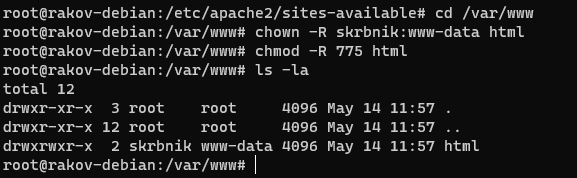 root@rakov-debian:/etc/apache2/sites-available# cd /var/www
root@rakov-debian:/var/www# chown -R skrbnik:www-data html
root@rakov-debian:/var/www# chmod -R 775 html
root@rakov-debian:/var/www# ls -la
total 12
drwxr-xr-x  3 root    root     4096 May 14 11:57 .
drwxr-xr-x 12 root    root     4096 May 14 11:57 ..
drwxrwxr-x  2 skrbnik www-data 4096 May 14 11:57 html
root@rakov-debian:/var/www#